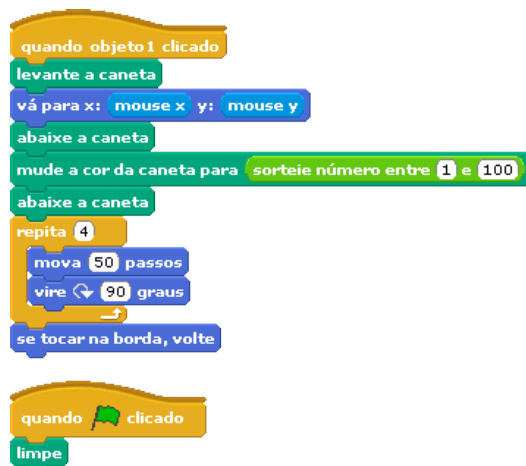 quando objeto1 clicado
levante a caneta
vá para x: mouse x y: mouse y
abaixe a caneta
mude a cor da caneta para sorteie número entre 1 e 100
abaixe a caneta
repita 4
mova 50 passos
vire 90 graus
se tocar na borda, volte
quando clicado
limpe